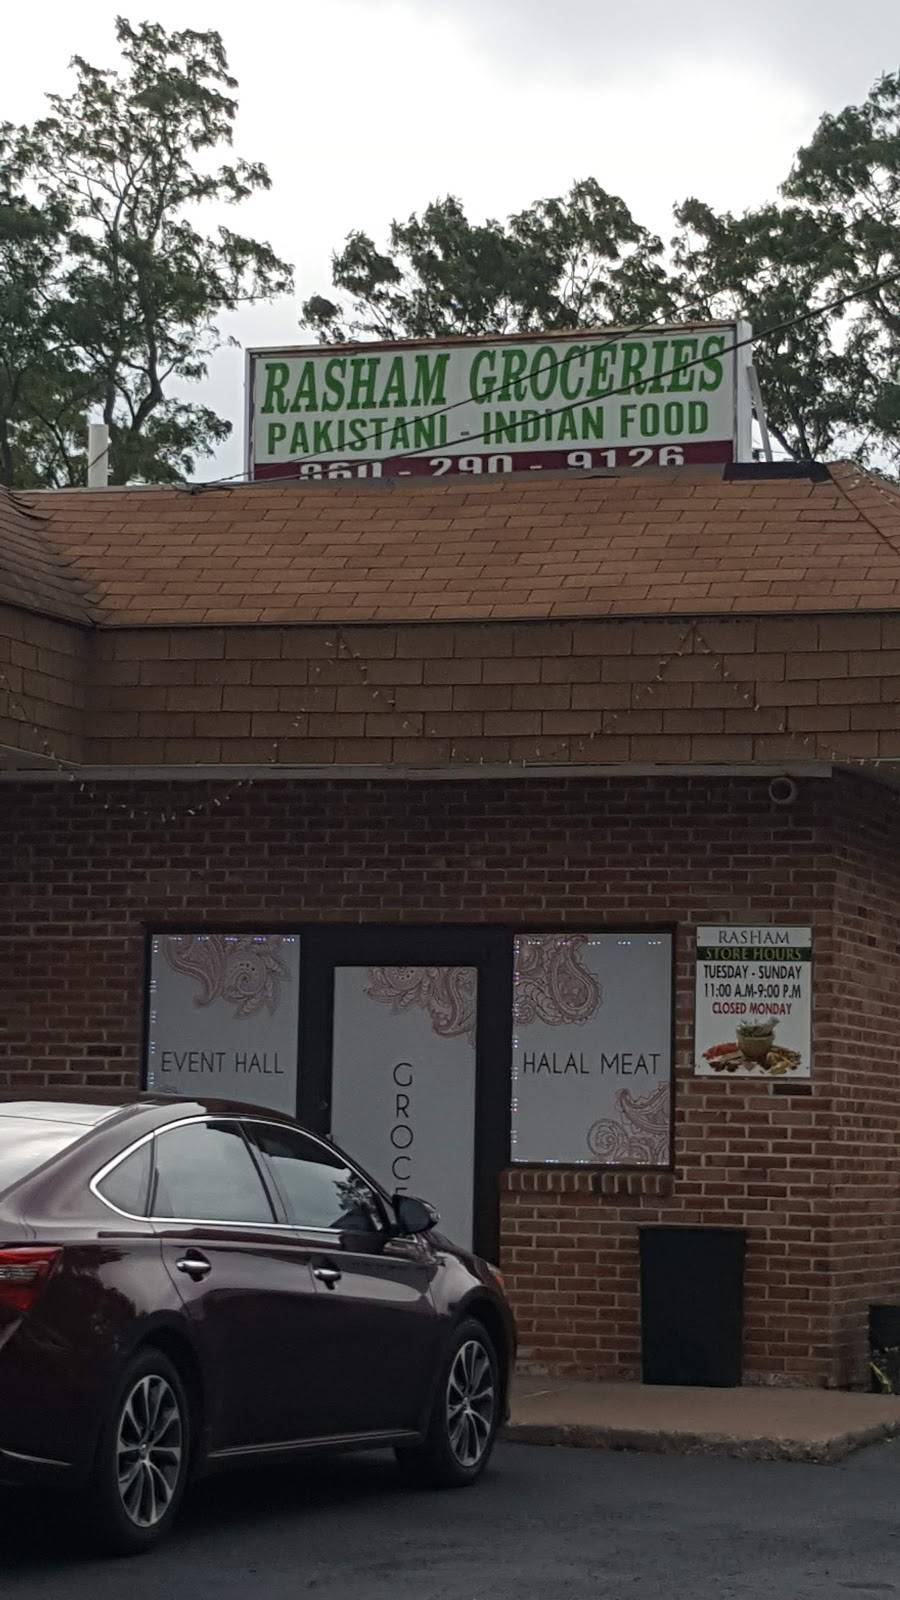 RASHAM GROCERIES
PAKISTANI - INDIAN FOOD
860 - 290 - 9126
RASHAM
STORE HOURS
TUESDAY - SUNDAY
11:00 A.M-9:00 P.M
CLOSED MONDAY
EVENT HALL
HALAL MEAT
GROCE